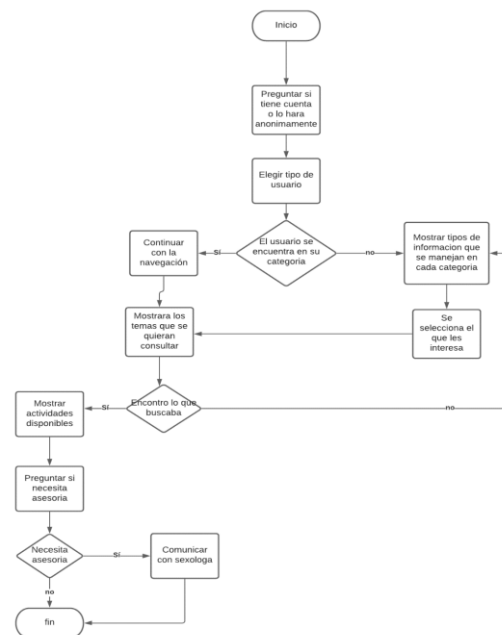 Inicio
Preguntar si
tiene cuenta
o lo hara
anonimamente
Elegir tipo de
usuario
El usuario se
encuentra en su
categoria
Sí
no
Continuar
con la
navegación
Mostrar tipos de
informacion que
se manejan en
cada categoria
Se
selecciona el
que les
interesa
Mostrara los
temas que se
quieran
consultar
Encontro lo que
buscaba
Sí
no
Mostrar
actividades
disponibles
Preguntar si
necesita
asesoria
Necesita
asesoria
Sí
no
Comunicar
con sexologa
fin